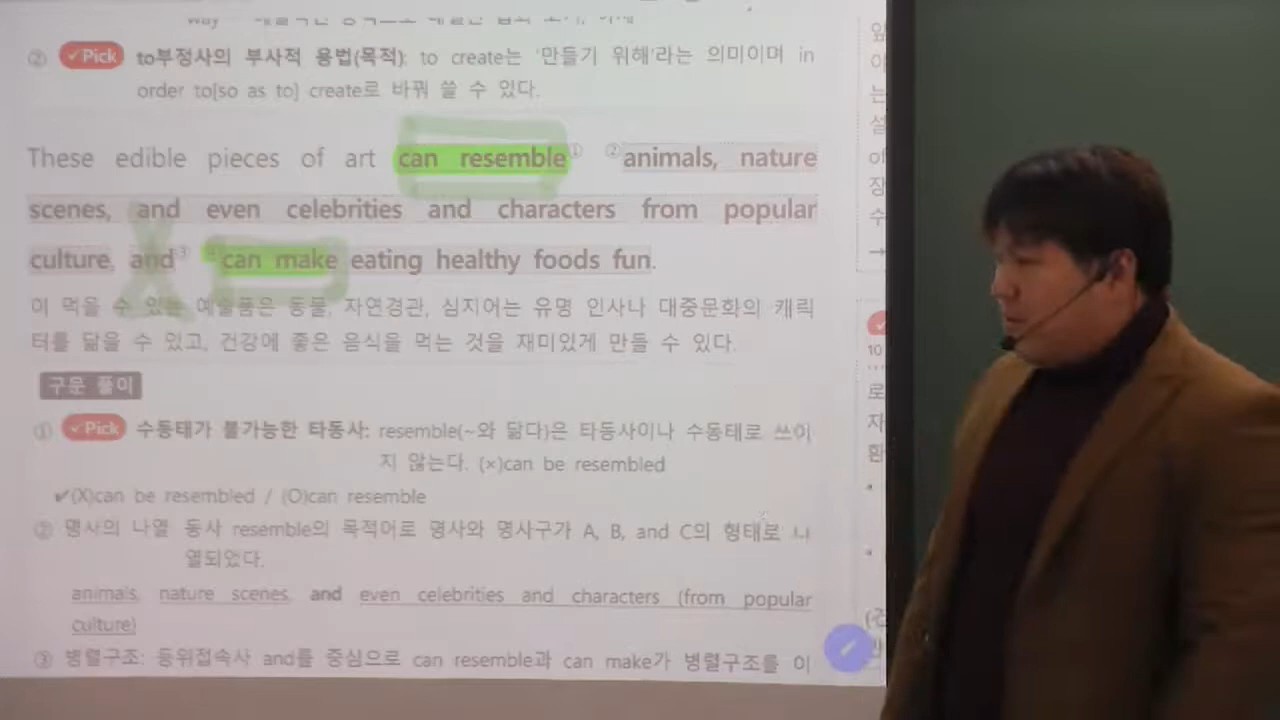 way
② ✓Pick to부정사의 부사적 용법(목적): to create는 '만들기 위해'라는 의미이며 in
order to[so as to] create로 바꿔 쓸 수 있다.
These edible pieces of art can resemble① ②animals, nature
scenes, and even celebrities and characters from popular
culture, and③ can make eating healthy foods fun.
이 먹을 수 있는 예술품은 동물, 자연경관, 심지어는 유명 인사나 대중문화의 캐릭
터를 닮을 수 있고, 건강에 좋은 음식을 먹는 것을 재미있게 만들 수 있다.
구문 풀이
① ✓Pick 수동태가 불가능한 타동사: resemble(~와 닮다)은 타동사이나 수동태로 쓰이
지 않는다. (×)can be resembled
✔(X)can be resembled / (O)can resemble
② 명사의 나열 동사 resemble의 목적어로 명사와 명사구가 A, B, and C의 형태로 나
열되었다.
animals, nature scenes, and even celebrities and characters (from popular
culture)
③ 병렬구조: 등위접속사 and를 중심으로 can resemble과 can make가 병렬구조를 이
앞
야
는
설
of
장
수
→
10
로
자
환